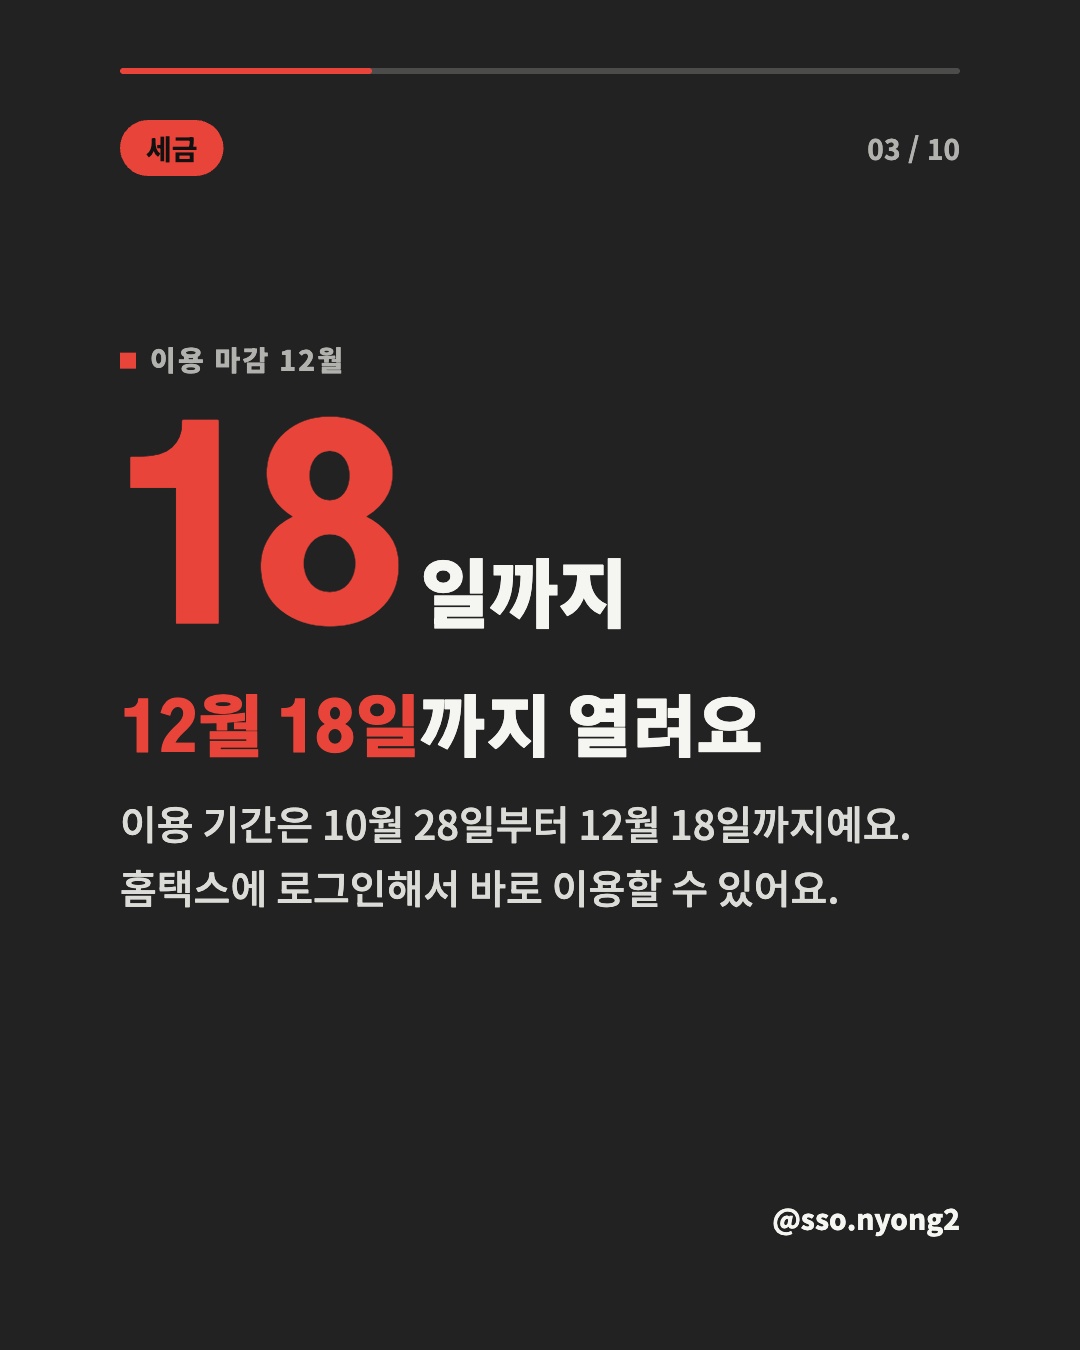 세금
03 / 10
이용 마감 12월
18일까지
12월 18일까지 열려요
이용 기간은 10월 28일부터 12월 18일까지예요.
홈택스에 로그인해서 바로 이용할 수 있어요.
@sso.nyong2